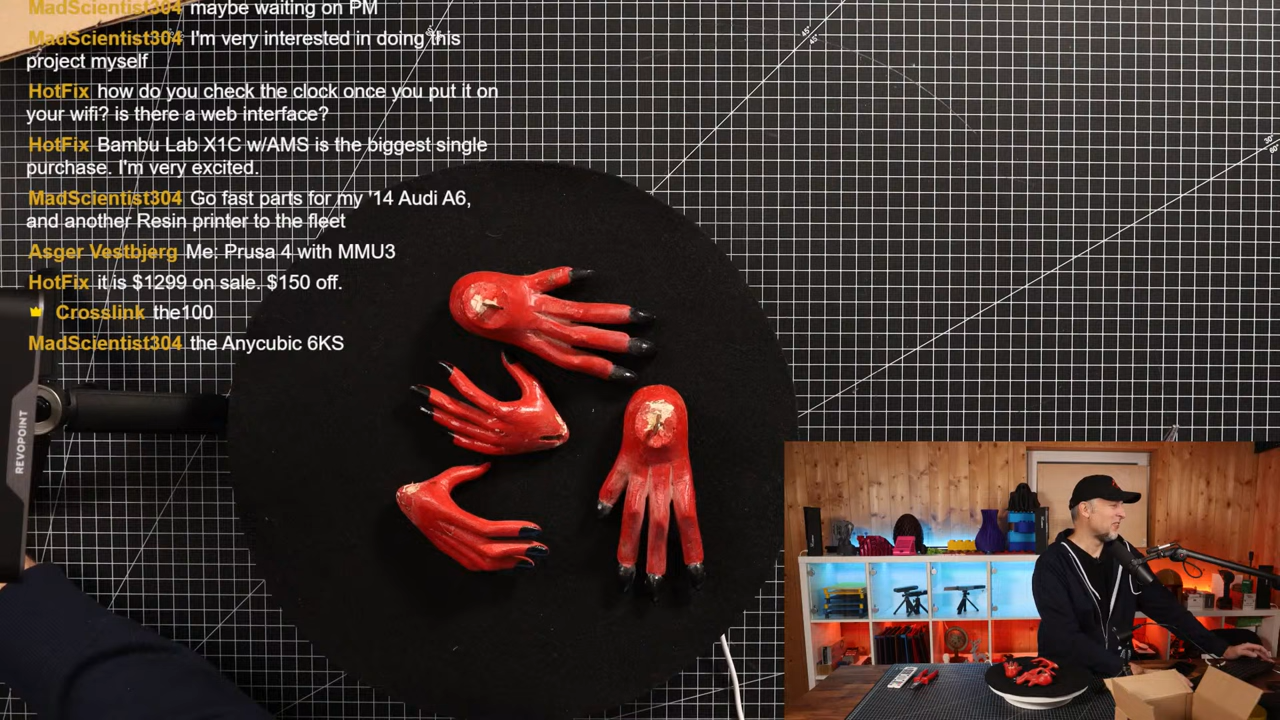 MadScientist304 maybe waiting on PM
MadScientist304 I'm very interested in doing this
project myself
HotFix how do you check the clock once you put it on
your wifi? is there a web interface?
HotFix Bambu Lab X1C w/AMS is the biggest single
purchase. I'm very excited.
MadScientist304 Go fast parts for my '14 Audi A6,
and another Resin printer to the fleet
Asger Vestbjerg Me: Prusa 4 with MMU3
HotFix it is $1299 on sale. $150 off.
Crosslink the100
MadScientist304 the Anycubic 6KS
REVOPOINT
45°
45°
30°
60°